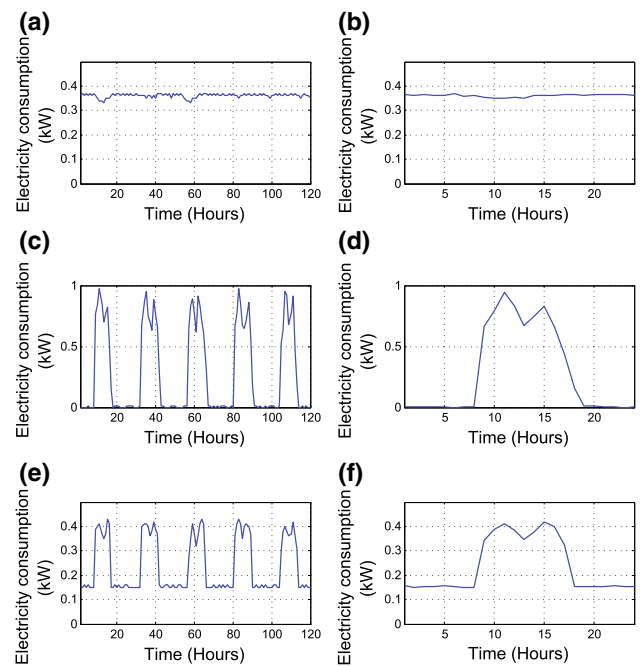 (a)
Electricity consumption
(kW)
0.4
0.3
0.2
0.1
0
20 40 60 80 100 120
Time (Hours)
(b)
Electricity consumption
(kW)
0.4
0.3
0.2
0.1
0
5 10 15 20
Time (Hours)
(c)
Electricity consumption
(kW)
1
0.5
0
20 40 60 80 100 120
Time (Hours)
(d)
Electricity consumption
(kW)
1
0.5
0
5 10 15 20
Time (Hours)
(e)
Electricity consumption
(kW)
0.4
0.3
0.2
0.1
0
20 40 60 80 100 120
Time (Hours)
(f)
Electricity consumption
(kW)
0.4
0.3
0.2
0.1
0
5 10 15 20
Time (Hours)